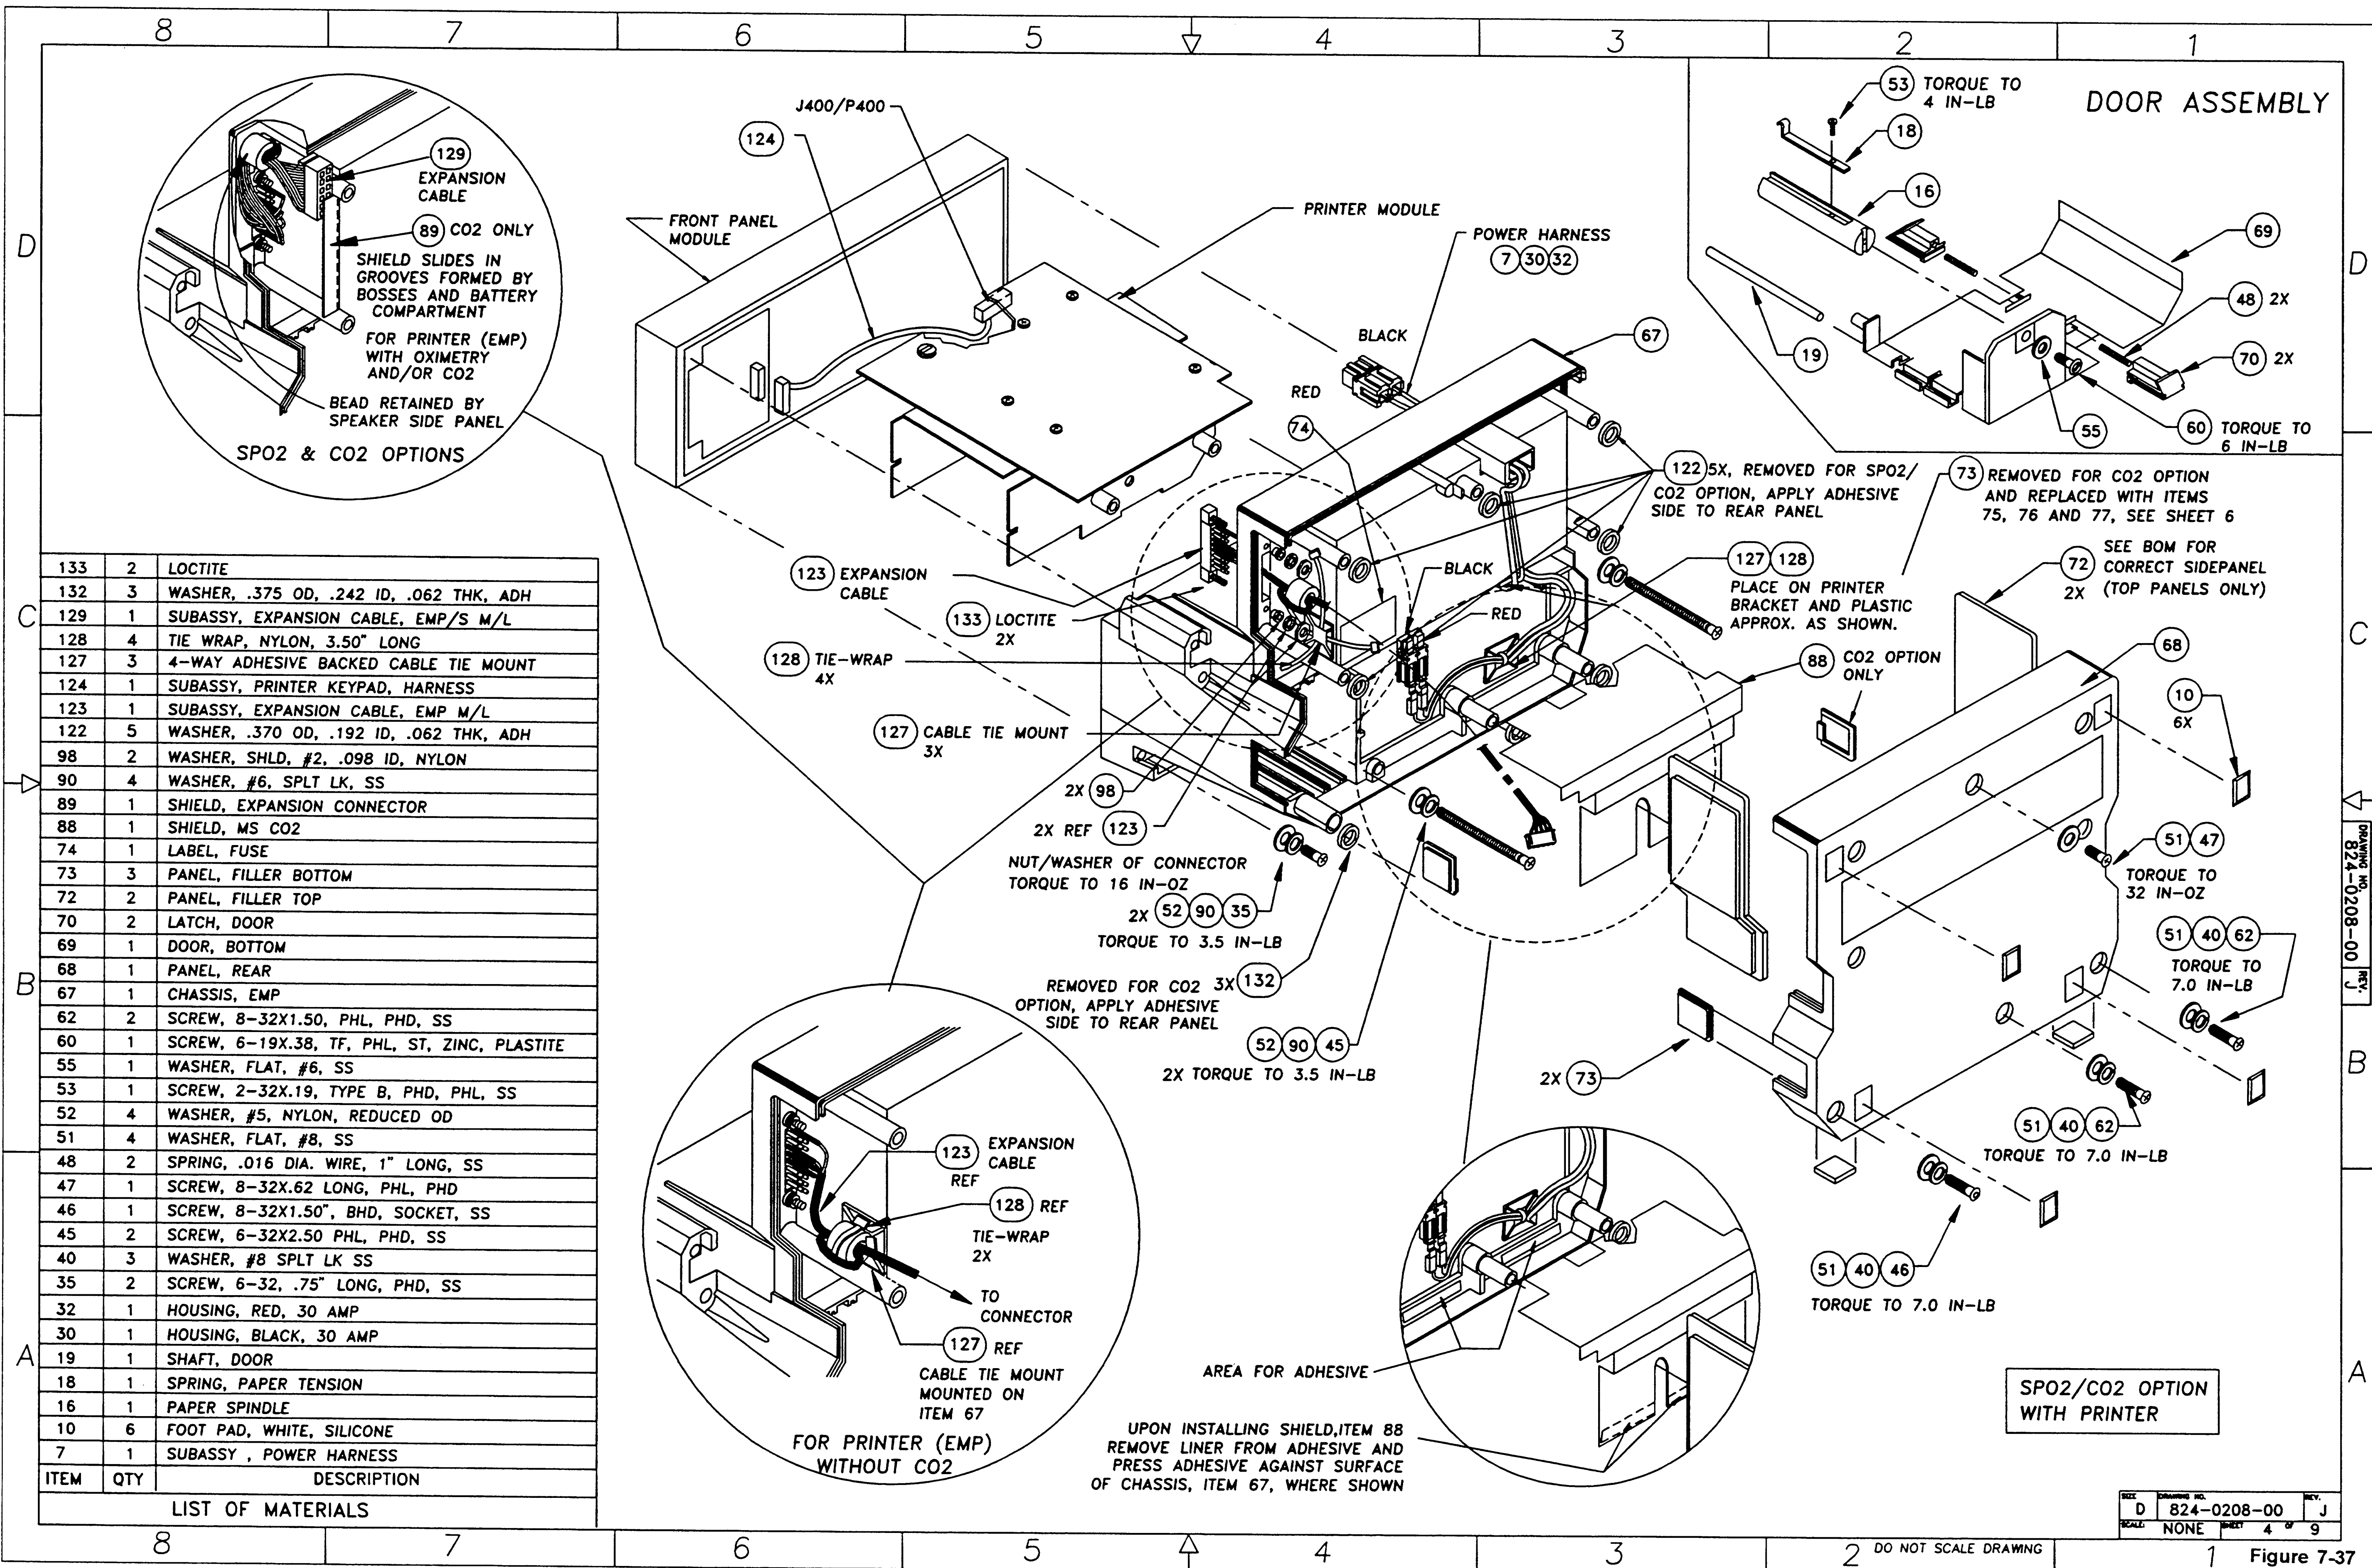 8 7 6 5 4 3 2 1
D
C
B
A
129
EXPANSION
CABLE
89 CO2 ONLY
SHIELD SLIDES IN
GROOVES FORMED BY
BOSSES AND BATTERY
COMPARTMENT
FOR PRINTER (EMP)
WITH OXIMETRY
AND/OR CO2
BEAD RETAINED BY
SPEAKER SIDE PANEL
SPO2 & CO2 OPTIONS
J400/P400
124
FRONT PANEL
MODULE
PRINTER MODULE
POWER HARNESS
7 30 32
BLACK
RED
67
74
DOOR ASSEMBLY
53 TORQUE TO
4 IN-LB
18
16
69
19
48 2X
70 2X
55
60 TORQUE TO
6 IN-LB
122 5X, REMOVED FOR SPO2/
CO2 OPTION, APPLY ADHESIVE
SIDE TO REAR PANEL
73 REMOVED FOR CO2 OPTION
AND REPLACED WITH ITEMS
75, 76 AND 77, SEE SHEET 6
72
2X
SEE BOM FOR
CORRECT SIDEPANEL
(TOP PANELS ONLY)
127 128
PLACE ON PRINTER
BRACKET AND PLASTIC
APPROX. AS SHOWN.
BLACK
RED
123 EXPANSION
CABLE
133 LOCTITE
2X
128 TIE-WRAP
4X
127 CABLE TIE MOUNT
3X
88 CO2 OPTION
ONLY
68
10
6X
2X 98
2X REF 123
NUT/WASHER OF CONNECTOR
TORQUE TO 16 IN-OZ
2X 52 90 35
TORQUE TO 3.5 IN-LB
REMOVED FOR CO2 3X 132
OPTION, APPLY ADHESIVE
SIDE TO REAR PANEL
52 90 45
2X TORQUE TO 3.5 IN-LB
51 47
TORQUE TO
32 IN-OZ
51 40 62
TORQUE TO
7.0 IN-LB
2X 73
51 40 62
TORQUE TO 7.0 IN-LB
51 40 46
TORQUE TO 7.0 IN-LB
123 EXPANSION
CABLE
REF
128 REF
TIE-WRAP
2X
TO
CONNECTOR
127 REF
CABLE TIE MOUNT
MOUNTED ON
ITEM 67
FOR PRINTER (EMP)
WITHOUT CO2
AREA FOR ADHESIVE
UPON INSTALLING SHIELD,ITEM 88
REMOVE LINER FROM ADHESIVE AND
PRESS ADHESIVE AGAINST SURFACE
OF CHASSIS, ITEM 67, WHERE SHOWN
SPO2/CO2 OPTION
WITH PRINTER
133 2 LOCTITE
132 3 WASHER, .375 OD, .242 ID, .062 THK, ADH
129 1 SUBASSY, EXPANSION CABLE, EMP/S M/L
128 4 TIE WRAP, NYLON, 3.50" LONG
127 3 4-WAY ADHESIVE BACKED CABLE TIE MOUNT
124 1 SUBASSY, PRINTER KEYPAD, HARNESS
123 1 SUBASSY, EXPANSION CABLE, EMP M/L
122 5 WASHER, .370 OD, .192 ID, .062 THK, ADH
98 2 WASHER, SHLD, #2, .098 ID, NYLON
90 4 WASHER, #6, SPLT LK, SS
89 1 SHIELD, EXPANSION CONNECTOR
88 1 SHIELD, MS CO2
74 1 LABEL, FUSE
73 3 PANEL, FILLER BOTTOM
72 2 PANEL, FILLER TOP
70 2 LATCH, DOOR
69 1 DOOR, BOTTOM
68 1 PANEL, REAR
67 1 CHASSIS, EMP
62 2 SCREW, 8-32X1.50, PHL, PHD, SS
60 1 SCREW, 6-19X.38, TF, PHL, ST, ZINC, PLASTITE
55 1 WASHER, FLAT, #6, SS
53 1 SCREW, 2-32X.19, TYPE B, PHD, PHL, SS
52 4 WASHER, #5, NYLON, REDUCED OD
51 4 WASHER, FLAT, #8, SS
48 2 SPRING, .016 DIA. WIRE, 1" LONG, SS
47 1 SCREW, 8-32X.62 LONG, PHL, PHD
46 1 SCREW, 8-32X1.50", BHD, SOCKET, SS
45 2 SCREW, 6-32X2.50 PHL, PHD, SS
40 3 WASHER, #8 SPLT LK SS
35 2 SCREW, 6-32, .75" LONG, PHD, SS
32 1 HOUSING, RED, 30 AMP
30 1 HOUSING, BLACK, 30 AMP
19 1 SHAFT, DOOR
18 1 SPRING, PAPER TENSION
16 1 PAPER SPINDLE
10 6 FOOT PAD, WHITE, SILICONE
7 1 SUBASSY , POWER HARNESS
ITEM QTY DESCRIPTION
LIST OF MATERIALS
D
C
B
A
DRAWING NO. REV.
824-0208-00 J
SIZE DRAWING NO. REV.
D 824-0208-00 J
SCALE: NONE SHEET 4 OF 9
8 7 6 5 4 3 2 DO NOT SCALE DRAWING 1 Figure 7-37